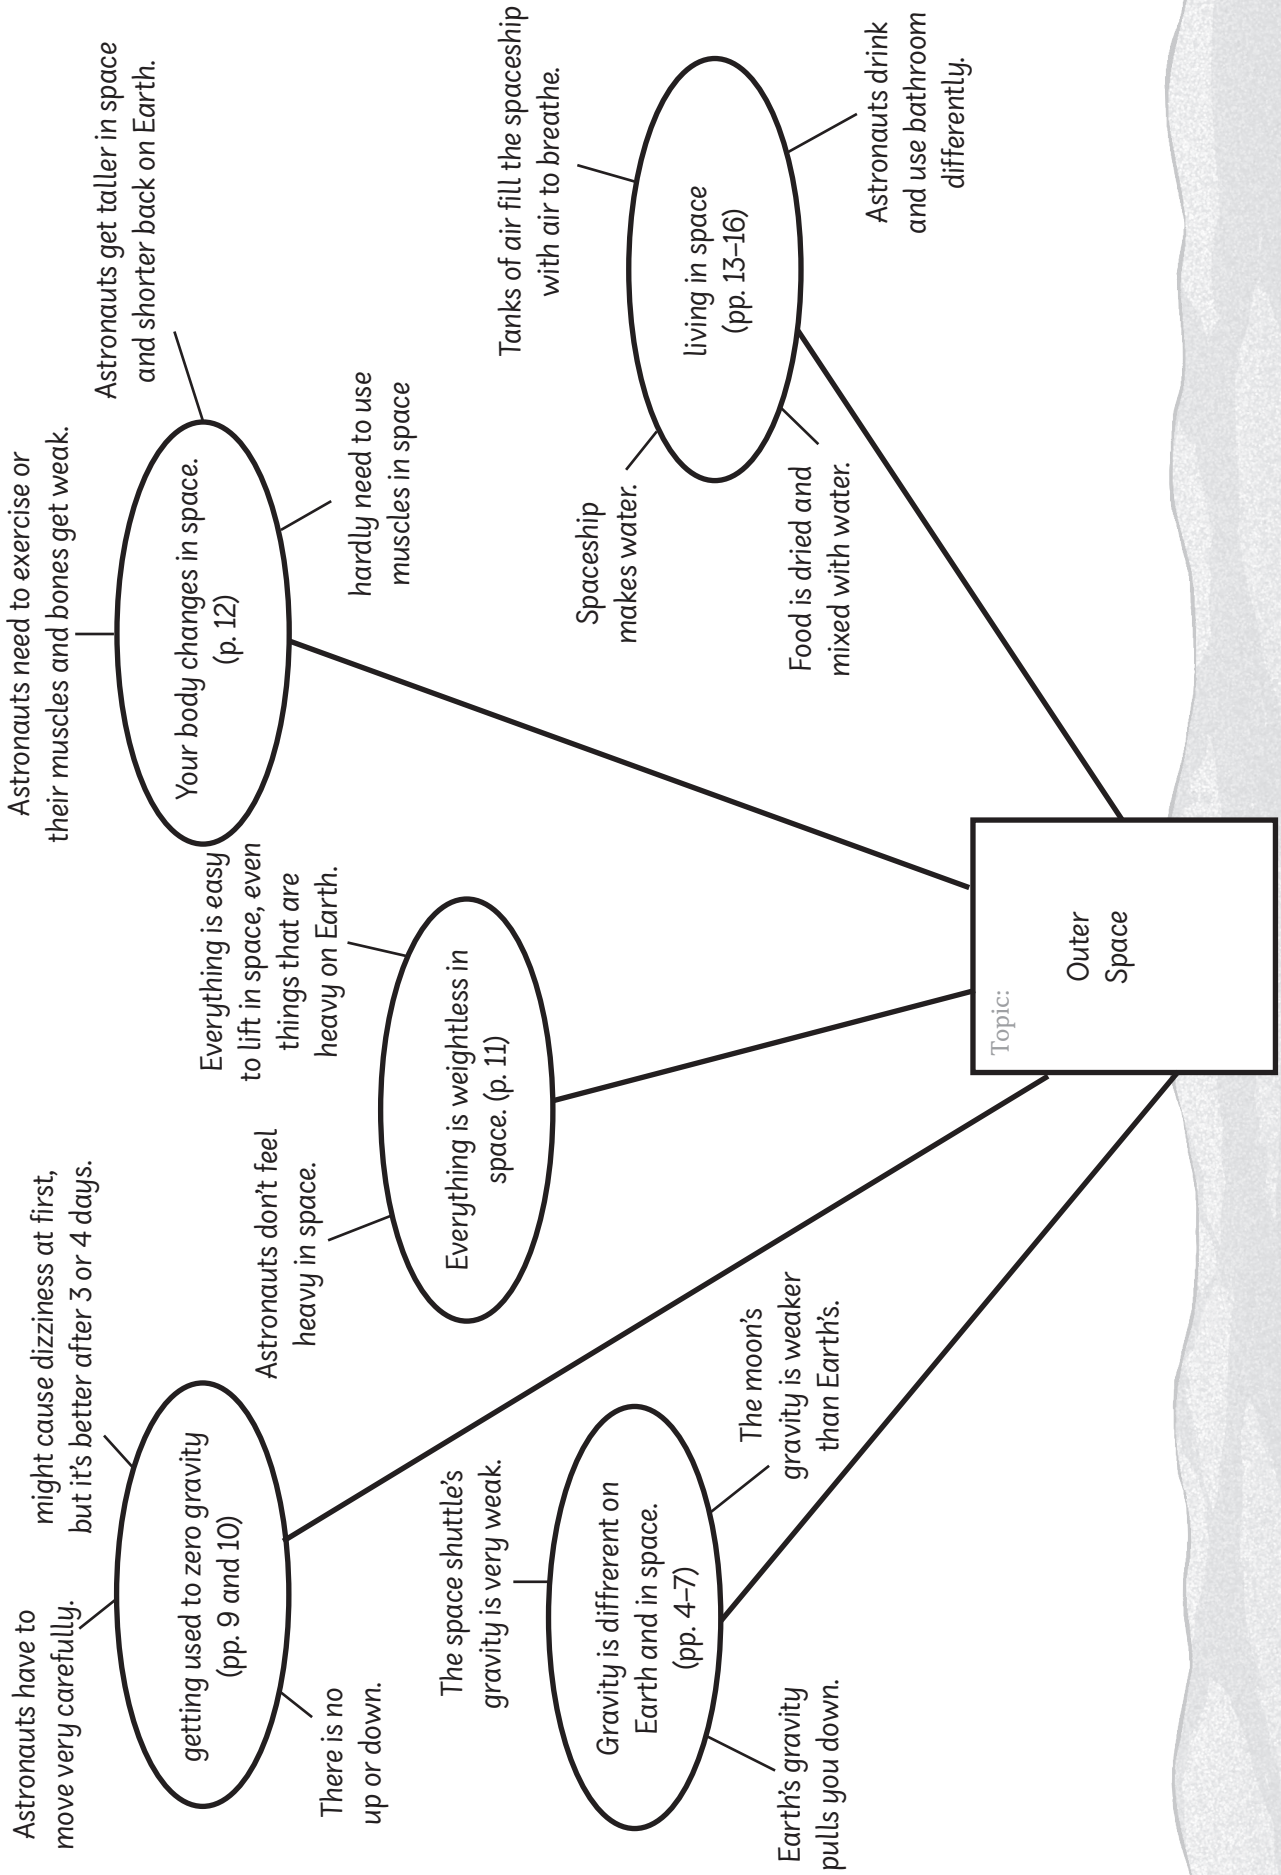 Astronauts have to
move very carefully.
might cause dizziness at first,
but it's better after 3 or 4 days.
getting used to zero gravity
(pp. 9 and 10)
There is no
up or down.
The space shuttle's
gravity is very weak.
Gravity is diffrerent on
Earth and in space.
(pp. 4–7)
Earth's gravity
pulls you down.
The moon's
gravity is weaker
than Earth's.
Astronauts don't feel
heavy in space.
Everything is easy
to lift in space, even
things that are
heavy on Earth.
Everything is weightless in
space. (p. 11)
Astronauts need to exercise or
their muscles and bones get weak.
Astronauts get taller in space
and shorter back on Earth.
Your body changes in space.
(p. 12)
hardly need to use
muscles in space
Tanks of air fill the spaceship
with air to breathe.
Spaceship
makes water.
living in space
(pp. 13–16)
Food is dried and
mixed with water.
Astronauts drink
and use bathroom
differently.
Topic:
Outer
Space